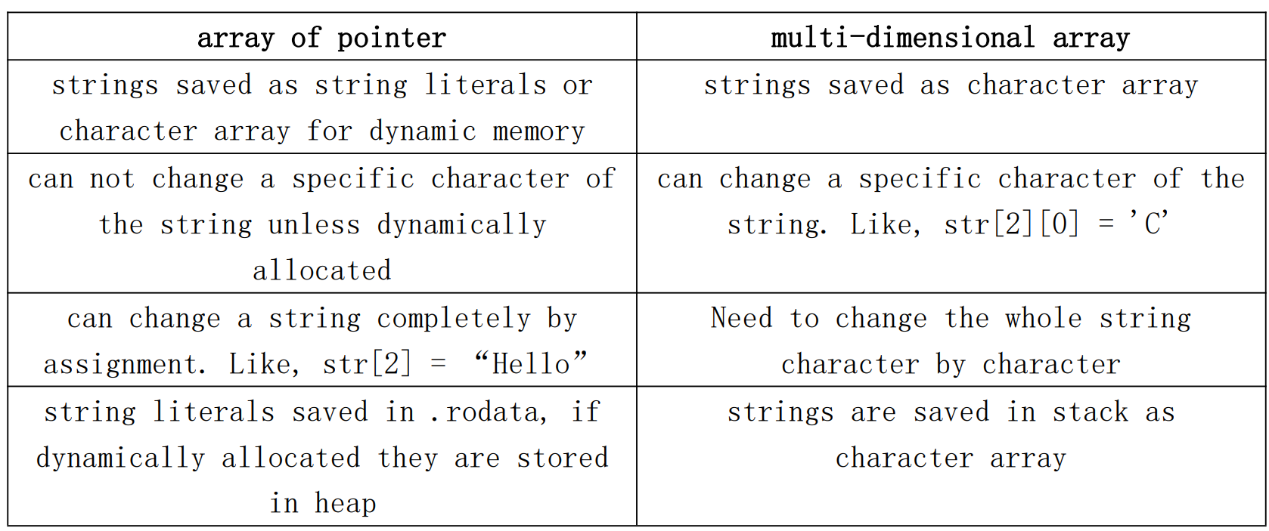 array of pointer
multi-dimensional array
strings saved as string literals or
character array for dynamic memory
strings saved as character array
can not change a specific character of
the string unless dynamically
allocated
can change a specific character of the
string. Like, str[2][0] = 'C’
can change a string completely by
assignment. Like, str[2] = “Hello”
Need to change the whole string
character by character
string literals saved in .rodata, if
dynamically allocated they are stored
in heap
strings are saved in stack as
character array